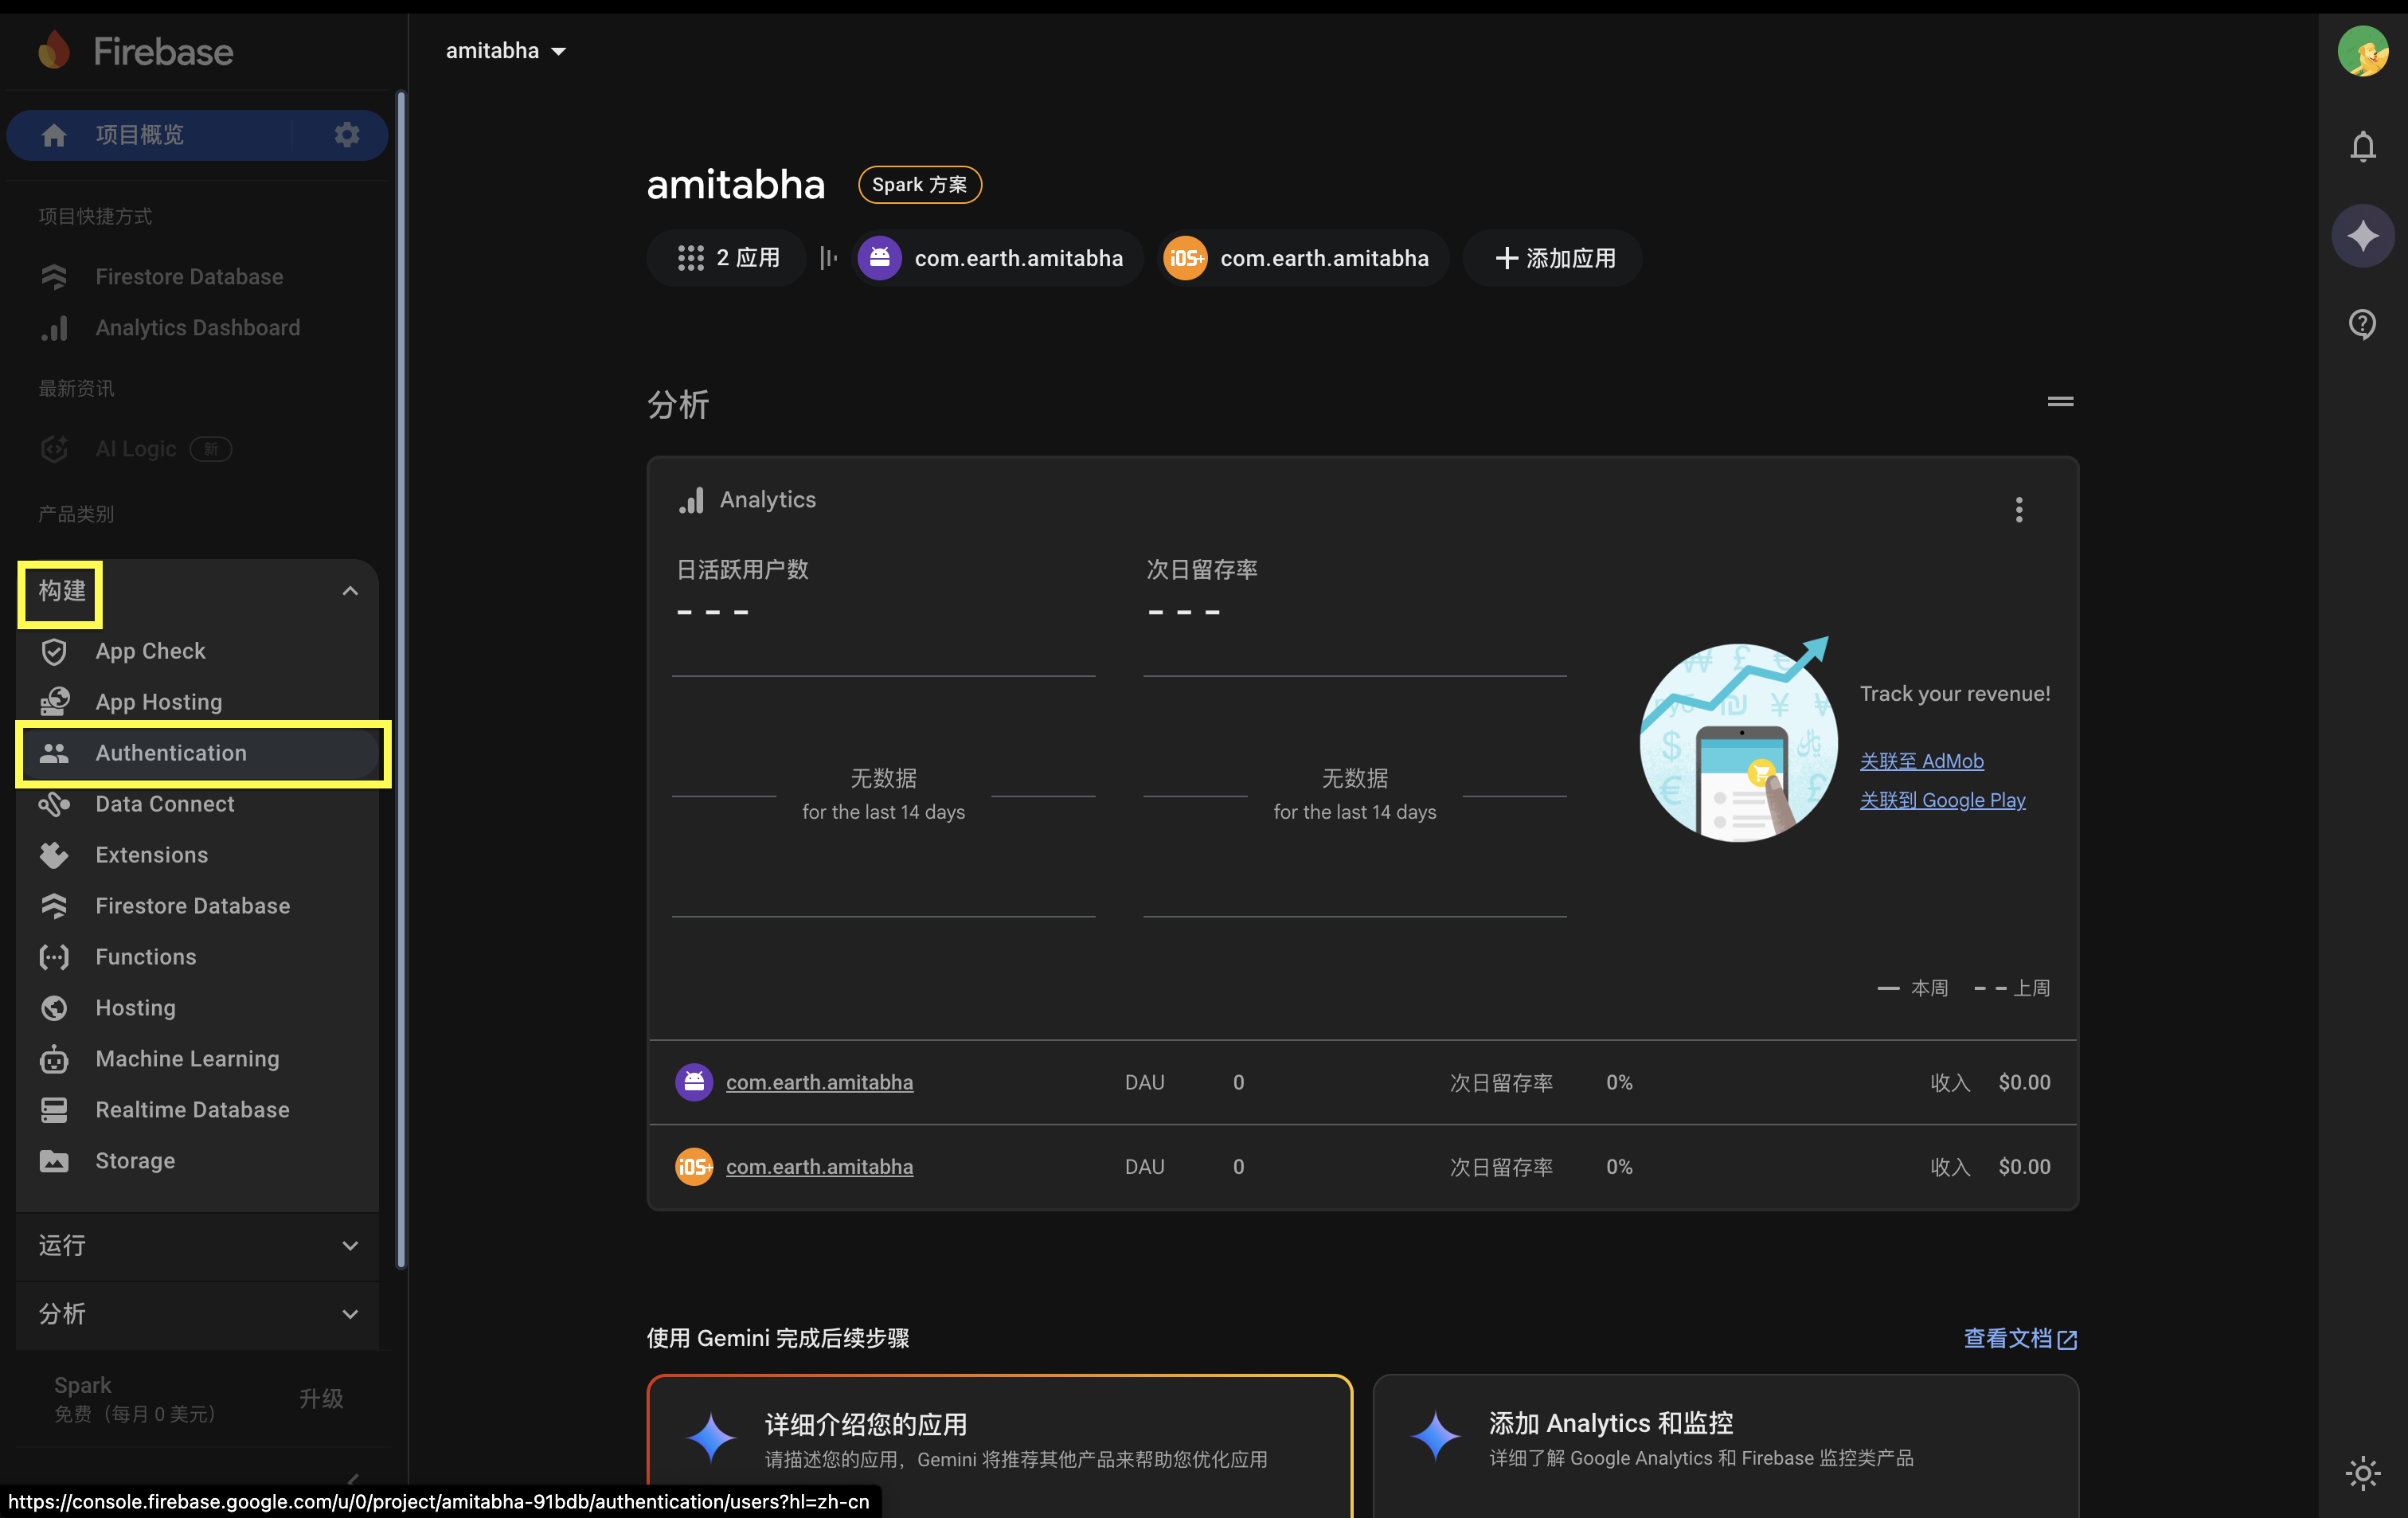 Firebase
项目概览
项目快捷方式
Firestore Database
Analytics Dashboard
最新资讯
AI Logic 新
产品类别
构建
App Check
App Hosting
Authentication
Data Connect
Extensions
Firestore Database
Functions
Hosting
Machine Learning
Realtime Database
Storage
运行
分析
Spark
免费（每月 0 美元）
升级
amitabha
amitabha Spark 方案
2 应用 com.earth.amitabha iOS+ com.earth.amitabha 添加应用
分析
Analytics
日活跃用户数
次日留存率
无数据
for the last 14 days
无数据
for the last 14 days
Track your revenue!
关联至 AdMob
关联到 Google Play
本周 上周
com.earth.amitabha DAU 0 次日留存率 0% 收入 $0.00
iOS+ com.earth.amitabha DAU 0 次日留存率 0% 收入 $0.00
使用 Gemini 完成后续步骤
查看文档
详细介绍您的应用
请描述您的应用，Gemini 将推荐其他产品来帮助您优化应用
添加 Analytics 和监控
详细了解 Google Analytics 和 Firebase 监控类产品
https://console.firebase.google.com/u/0/project/amitabha-91bdb/authentication/users?hl=zh-cn